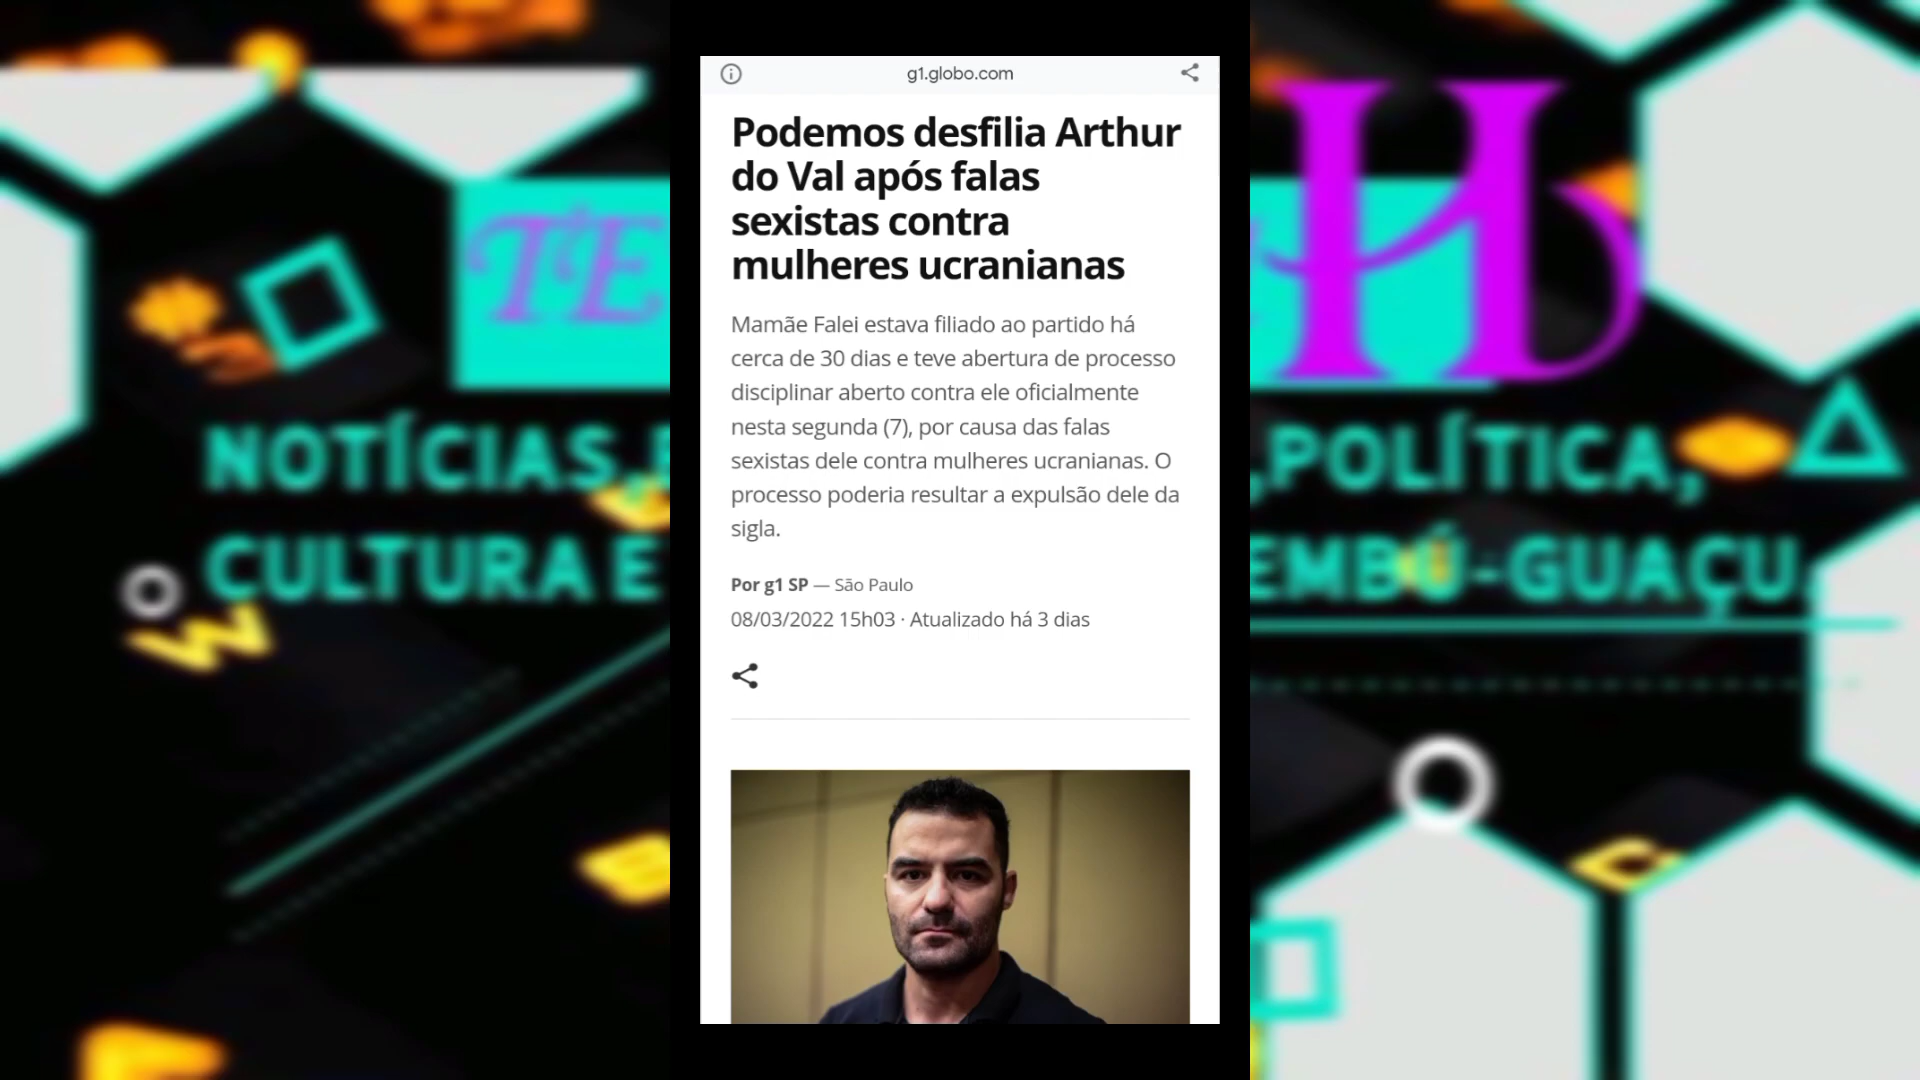 g1.globo.com
Podemos desfilia Arthur
do Val após falas
sexistas contra
mulheres ucranianas
Mamãe Falei estava filiado ao partido há
cerca de 30 dias e teve abertura de processo
disciplinar aberto contra ele oficialmente
nesta segunda (7), por causa das falas
sexistas dele contra mulheres ucranianas. O
processo poderia resultar a expulsão dele da
sigla.
Por g1 SP — São Paulo
08/03/2022 15h03 · Atualizado há 3 dias
TE
H
NOTÍCIAS, ,POLÍTICA,
CULTURA E EMBÚ-GUAÇU.